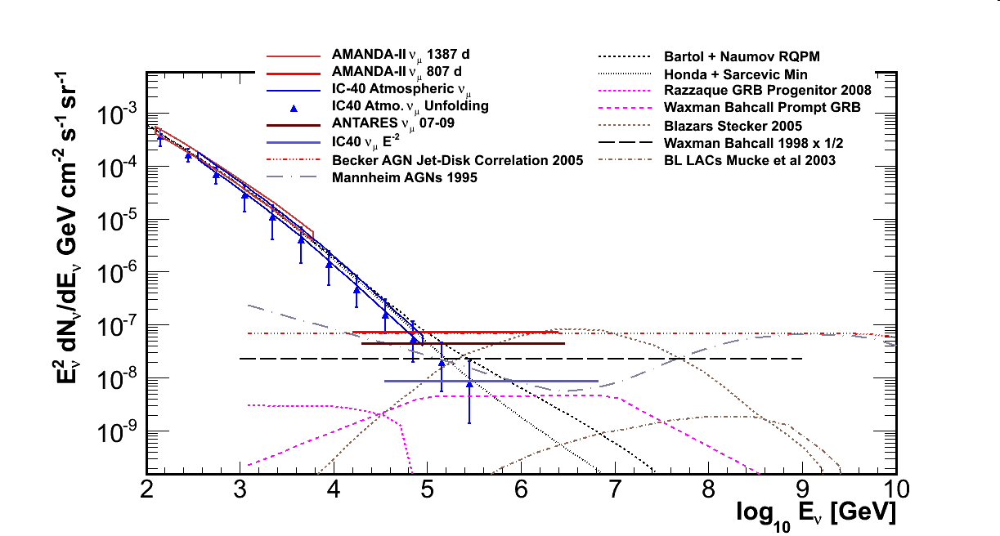 AMANDA-II νμ 1387 d
AMANDA-II νμ 807 d
IC-40 Atmospheric νμ
IC40 Atmo. νμ Unfolding
ANTARES νμ 07-09
IC40 νμ E-2
Becker AGN Jet-Disk Correlation 2005
Mannheim AGNs 1995
Bartol + Naumov RQPM
Honda + Sarcevic Min
Razzaque GRB Progenitor 2008
Waxman Bahcall Prompt GRB
Blazars Stecker 2005
Waxman Bahcall 1998 x 1/2
BL LACs Mucke et al 2003
E2ν dNν/dEν GeV cm-2 s-1 sr-1
10-3
10-4
10-5
10-6
10-7
10-8
10-9
2 3 4 5 6 7 8 9 10
log10 Eν [GeV]